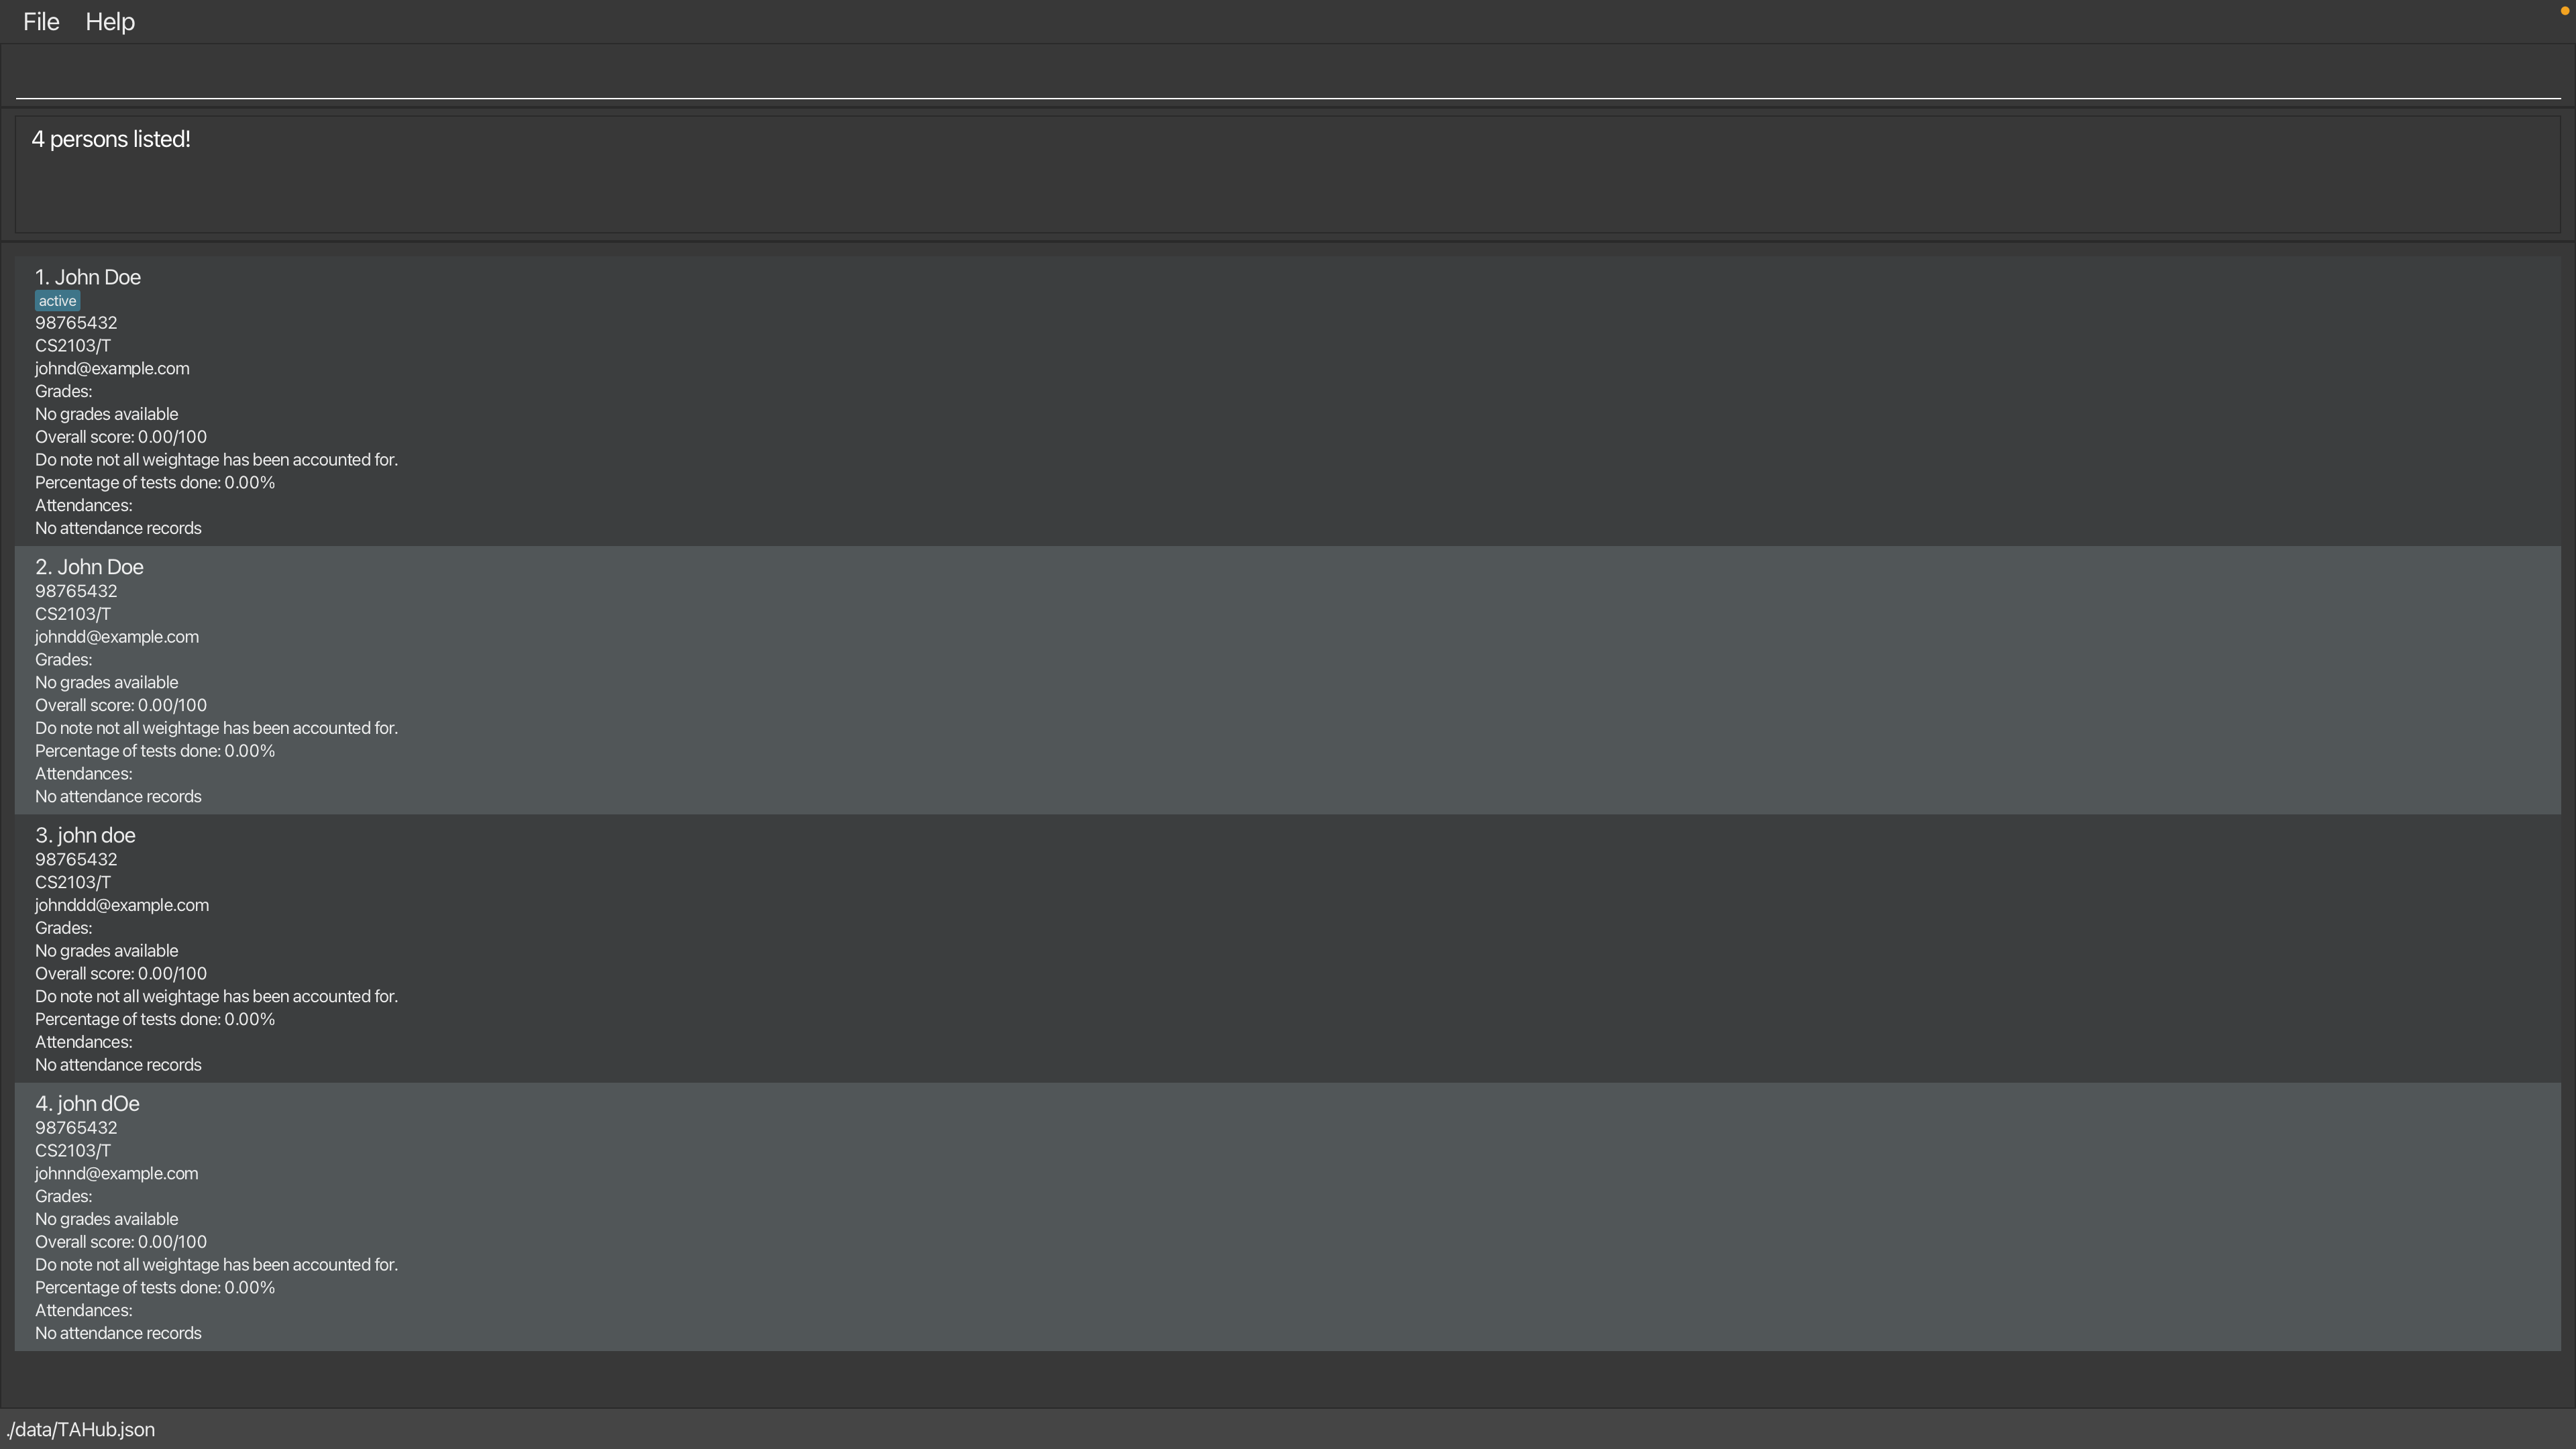 File Help
4 persons listed!
1. John Doe
active
98765432
CS2103/T
johnd@example.com
Grades:
No grades available
Overall score: 0.00/100
Do note not all weightage has been accounted for.
Percentage of tests done: 0.00%
Attendances:
No attendance records
2. John Doe
98765432
CS2103/T
johndd@example.com
Grades:
No grades available
Overall score: 0.00/100
Do note not all weightage has been accounted for.
Percentage of tests done: 0.00%
Attendances:
No attendance records
3. john doe
98765432
CS2103/T
johnddd@example.com
Grades:
No grades available
Overall score: 0.00/100
Do note not all weightage has been accounted for.
Percentage of tests done: 0.00%
Attendances:
No attendance records
4. john dOe
98765432
CS2103/T
johnnd@example.com
Grades:
No grades available
Overall score: 0.00/100
Do note not all weightage has been accounted for.
Percentage of tests done: 0.00%
Attendances:
No attendance records
./data/TAHub.json